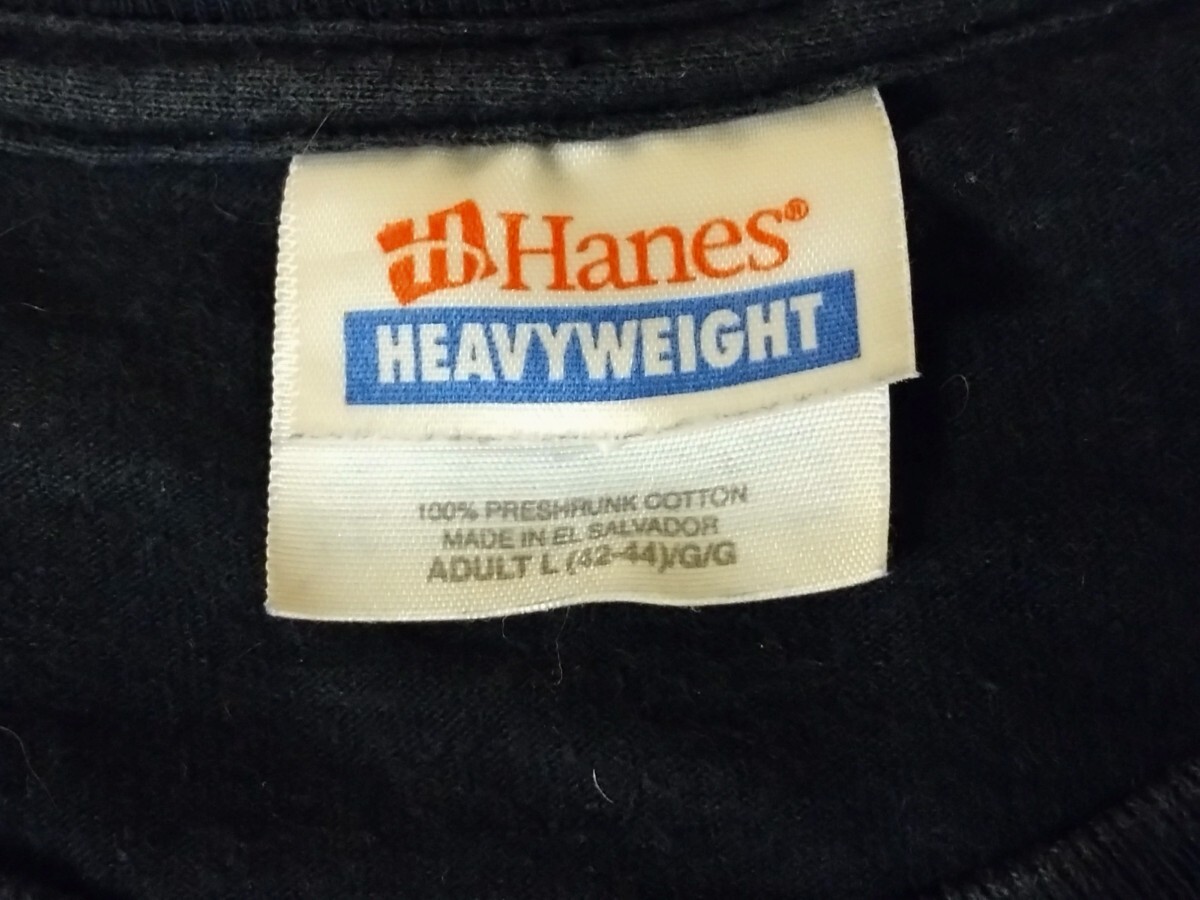 Hanes®
HEAVYWEIGHT
100% PRESHRUNK COTTON
MADE IN EL SALVADOR
ADULT L (42-44)/G/G